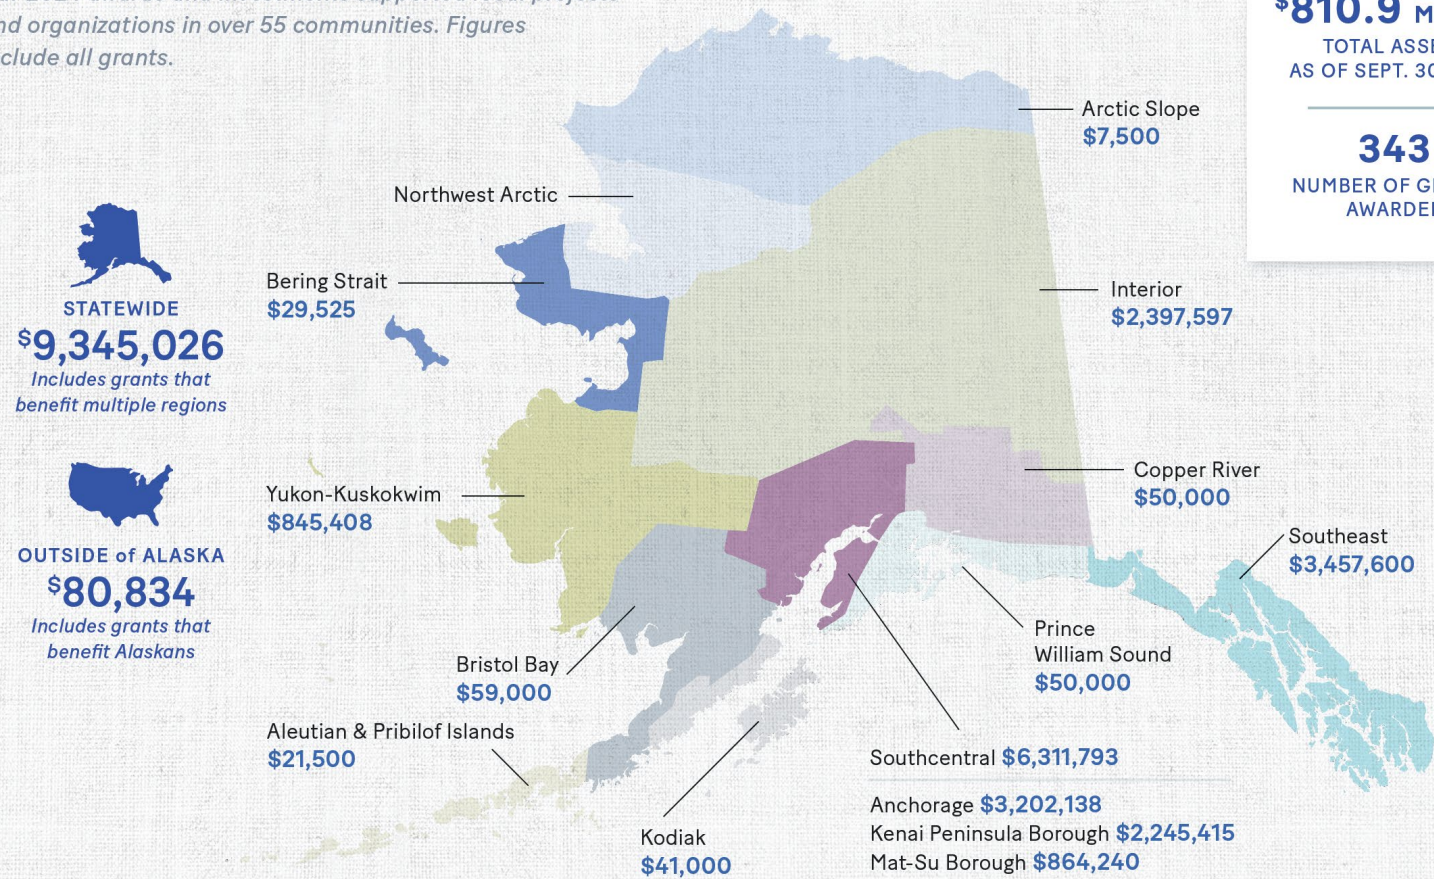 nd organizations in over 55 communities. Figures
clude all grants.
$810.9 M
TOTAL ASSE
AS OF SEPT. 30
343
NUMBER OF G
AWARDE
Arctic Slope
$7,500
Northwest Arctic
Bering Strait
$29,525
Interior
$2,397,597
STATEWIDE
$9,345,026
Includes grants that
benefit multiple regions
OUTSIDE of ALASKA
$80,834
Includes grants that
benefit Alaskans
Yukon-Kuskokwim
$845,408
Copper River
$50,000
Southeast
$3,457,600
Prince
William Sound
$50,000
Bristol Bay
$59,000
Aleutian & Pribilof Islands
$21,500
Kodiak
$41,000
Southcentral $6,311,793
Anchorage $3,202,138
Kenai Peninsula Borough $2,245,415
Mat-Su Borough $864,240